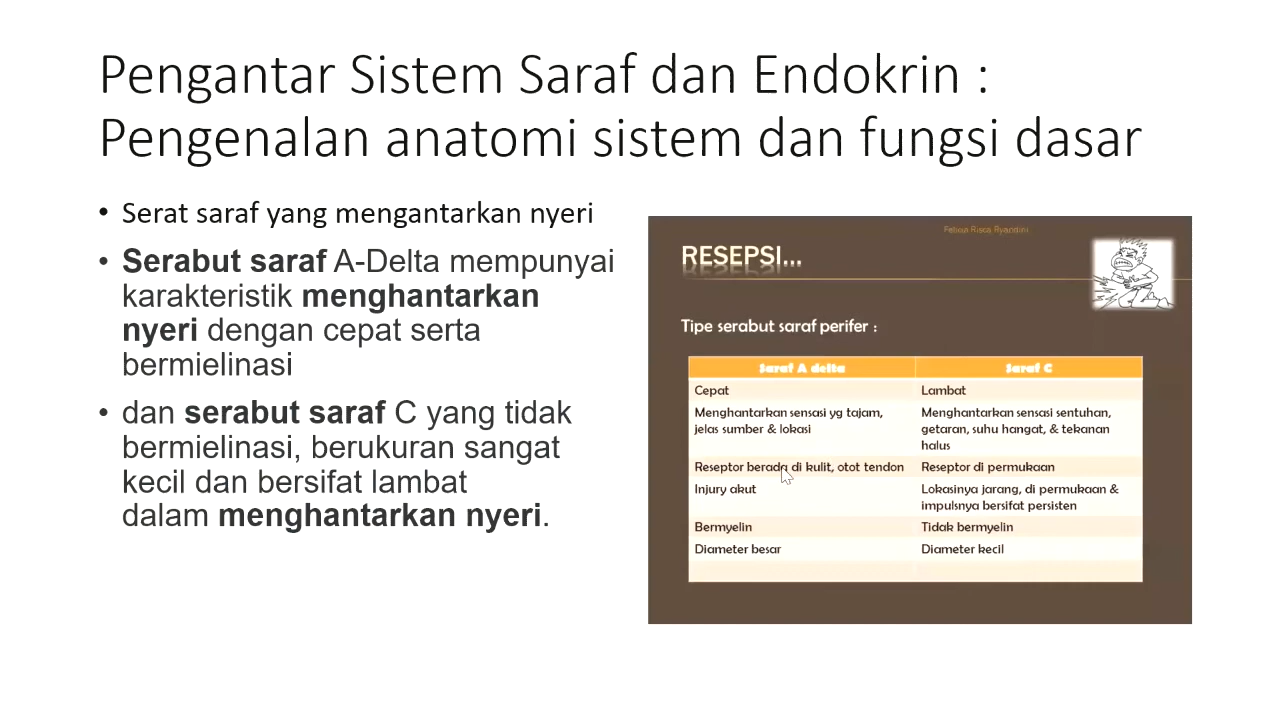 Pengantar Sistem Saraf dan Endokrin :
Pengenalan anatomi sistem dan fungsi dasar
• Serat saraf yang mengantarkan nyeri
• Serabut saraf A-Delta mempunyai
karakteristik menghantarkan
nyeri dengan cepat serta
bermielinasi
• dan serabut saraf C yang tidak
bermielinasi, berukuran sangat
kecil dan bersifat lambat
dalam menghantarkan nyeri.
Risca Ryandini
RESEPSI...
Tipe serabut saraf perifer :
Saraf A delta
Saraf C
Cepat
Lambat
Menghantarkan sensasi yg tajam,
jelas sumber & lokasi
Menghantarkan sensasi sentuhan,
getaran, suhu hangat, & tekanan
halus
Reseptor berada di kulit, otot tendon
Reseptor di permukaan
Injury akut
Lokasinya jarang, di permukaan &
impulsnya bersifat persisten
Bermyelin
Tidak bermyelin
Diameter besar
Diameter kecil